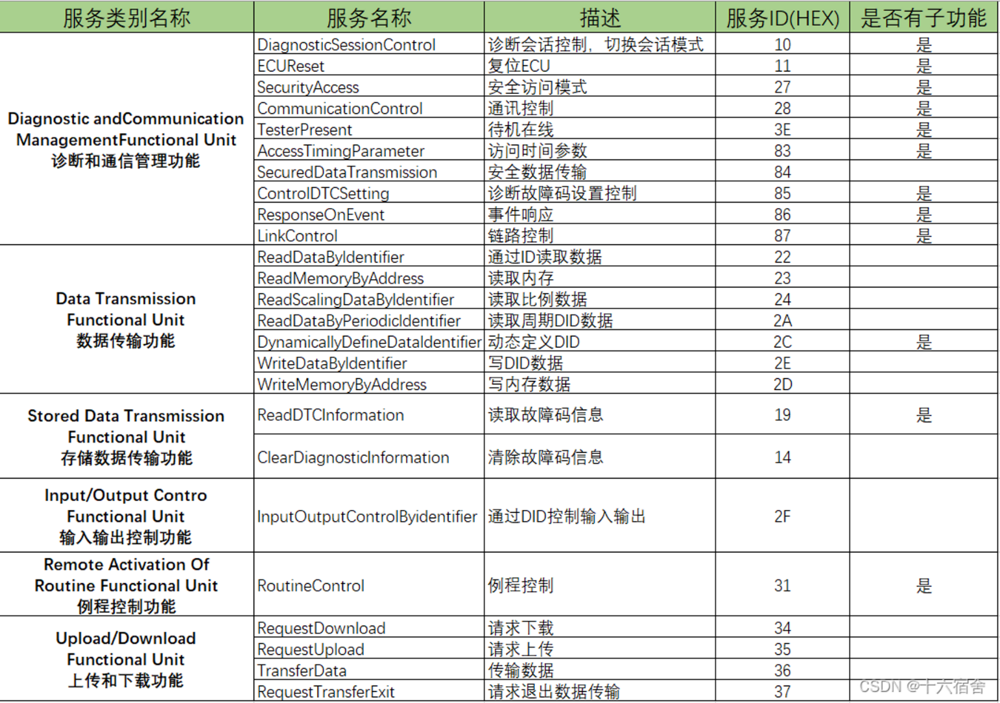 服务类别名称 服务名称 描述 服务ID(HEX) 是否有子功能
Diagnostic andCommunication
ManagementFunctional Unit
诊断和通信管理功能
DiagnosticSessionControl 诊断会话控制，切换会话模式 10 是
ECUReset 复位ECU 11 是
SecurityAccess 安全访问模式 27 是
CommunicationControl 通讯控制 28 是
TesterPresent 待机在线 3E 是
AccessTimingParameter 访问时间参数 83 是
SecuredDataTransmission 安全数据传输 84
ControlDTCSetting 诊断故障码设置控制 85 是
ResponseOnEvent 事件响应 86 是
LinkControl 链路控制 87 是
Data Transmission
Functional Unit
数据传输功能
ReadDataByIdentifier 通过ID读取数据 22
ReadMemoryByAddress 读取内存 23
ReadScalingDataByIdentifier 读取比例数据 24
ReadDataByPeriodicIdentifier 读取周期DID数据 2A
DynamicallyDefineDataIdentifier 动态定义DID 2C 是
WriteDataByIdentifier 写DID数据 2E
WriteMemoryByAddress 写内存数据 2D
Stored Data Transmission
Functional Unit
存储数据传输功能
ReadDTCInformation 读取故障码信息 19 是
ClearDiagnosticInformation 清除故障码信息 14
Input/Output Contro
Functional Unit
输入输出控制功能
InputOutputControlByidentifier 通过DID控制输入输出 2F
Remote Activation Of
Routine Functional Unit
例程控制功能
RoutineControl 例程控制 31 是
Upload/Download
Functional Unit
上传和下载功能
RequestDownload 请求下载 34
RequestUpload 请求上传 35
TransferData 传输数据 36
RequestTransferExit 请求退出数据传输 37
CSDN @十六宿舍